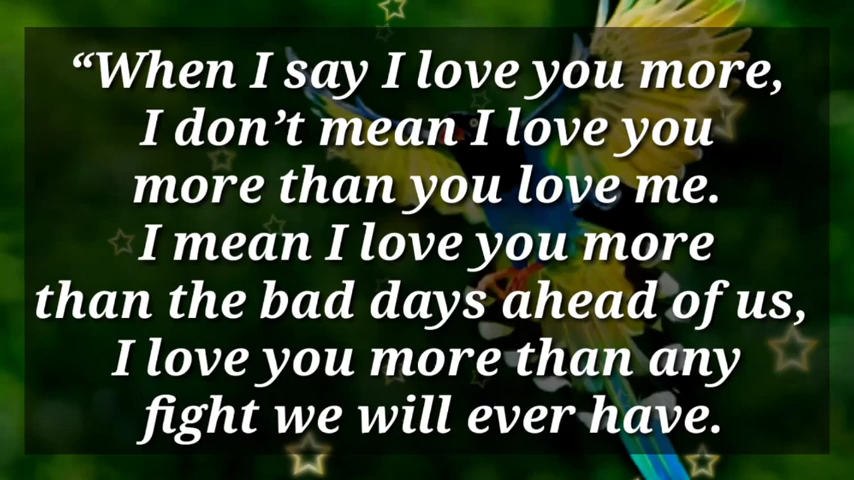 “When I say I love you more,
I don’t mean I love you
more than you love me.
I mean I love you more
than the bad days ahead of us,
I love you more than any
fight we will ever have.